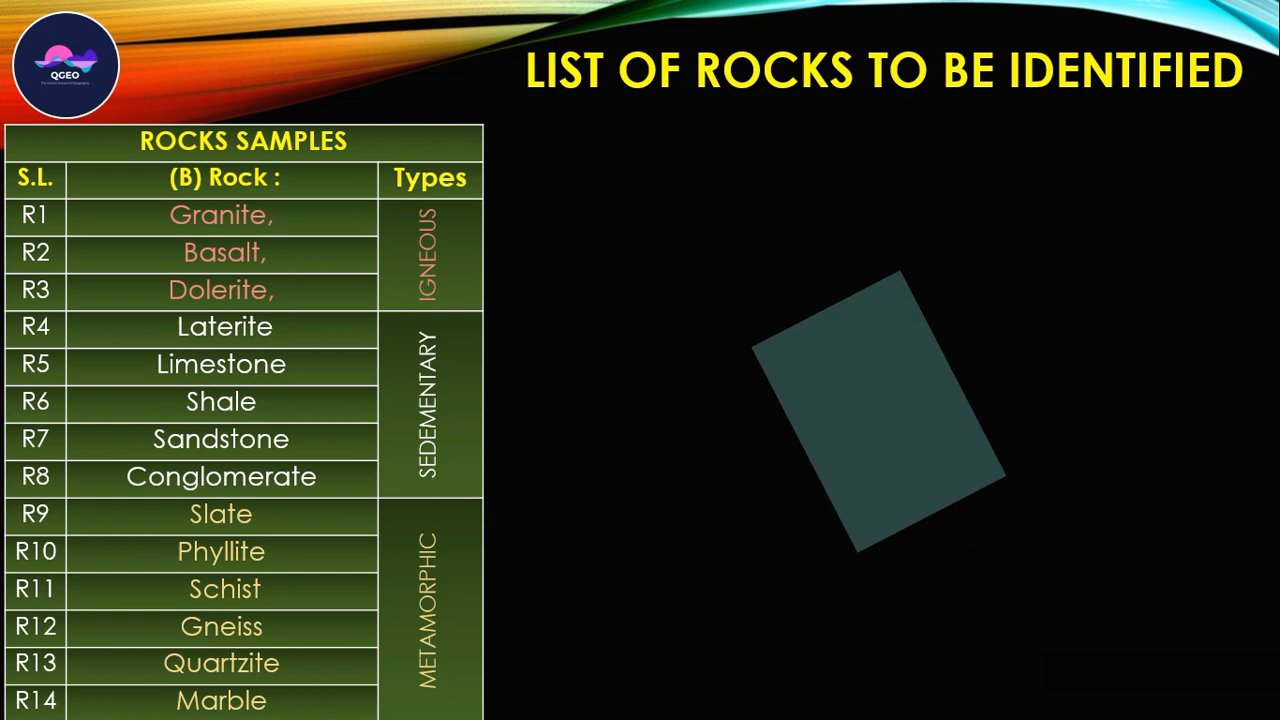 QGEO
LIST OF ROCKS TO BE IDENTIFIED
ROCKS SAMPLES
S.L. (B) Rock : Types
R1 Granite,
R2 Basalt,
R3 Dolerite,
IGNEOUS
R4 Laterite
R5 Limestone
R6 Shale
R7 Sandstone
R8 Conglomerate
SEDEMENTARY
R9 Slate
R10 Phyllite
R11 Schist
R12 Gneiss
R13 Quartzite
R14 Marble
METAMORPHIC